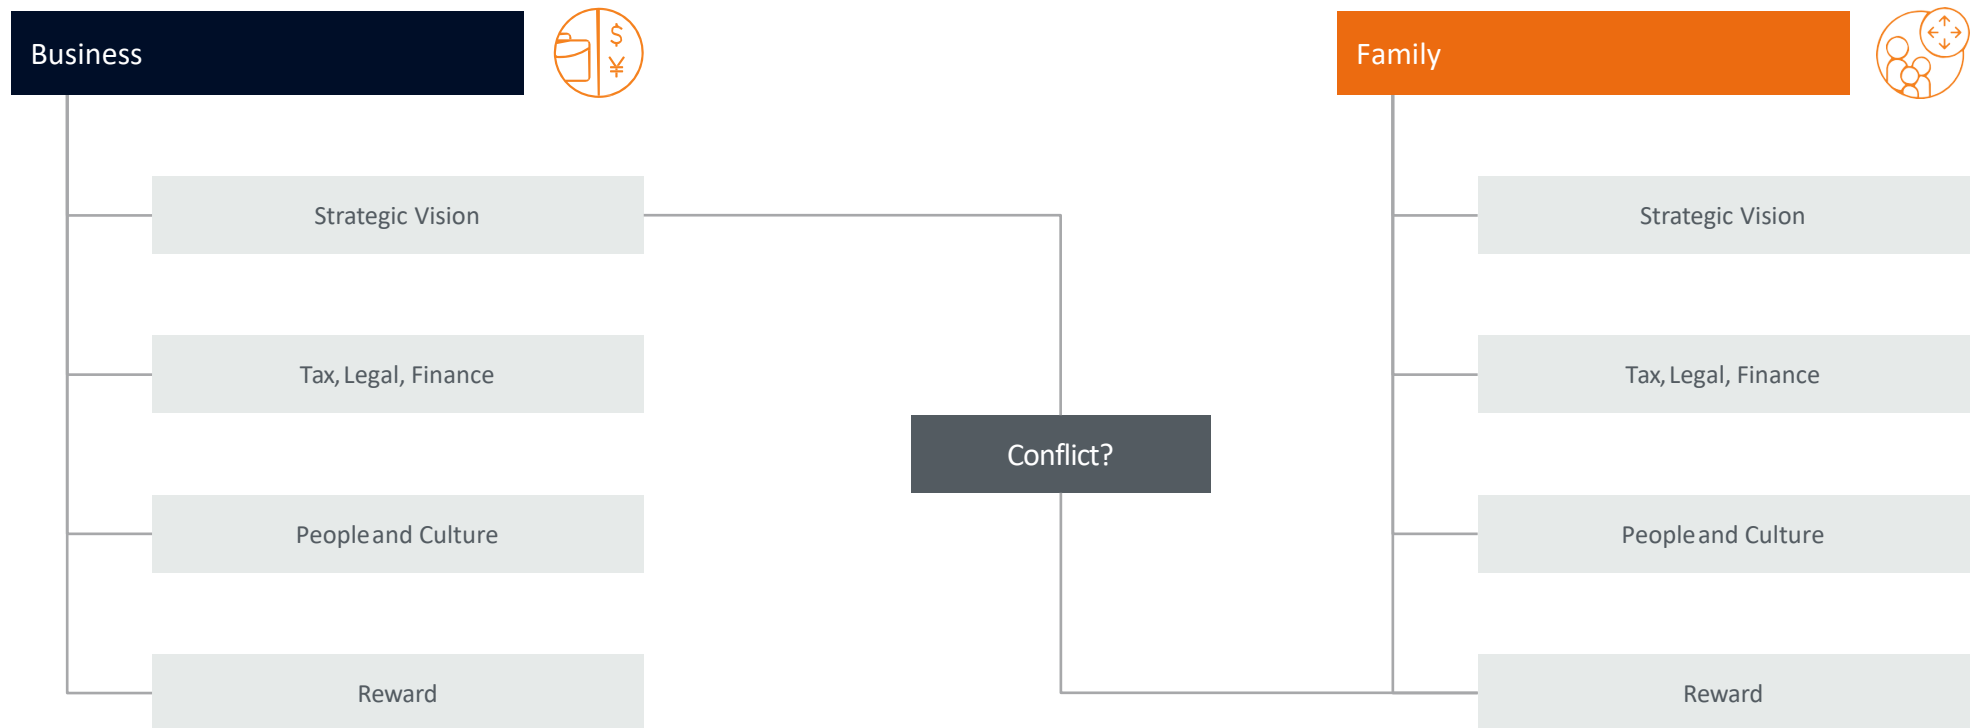 Business
$
¥
Strategic Vision
Tax, Legal, Finance
People and Culture
Reward
Conflict?
Family
Strategic Vision
Tax, Legal, Finance
People and Culture
Reward